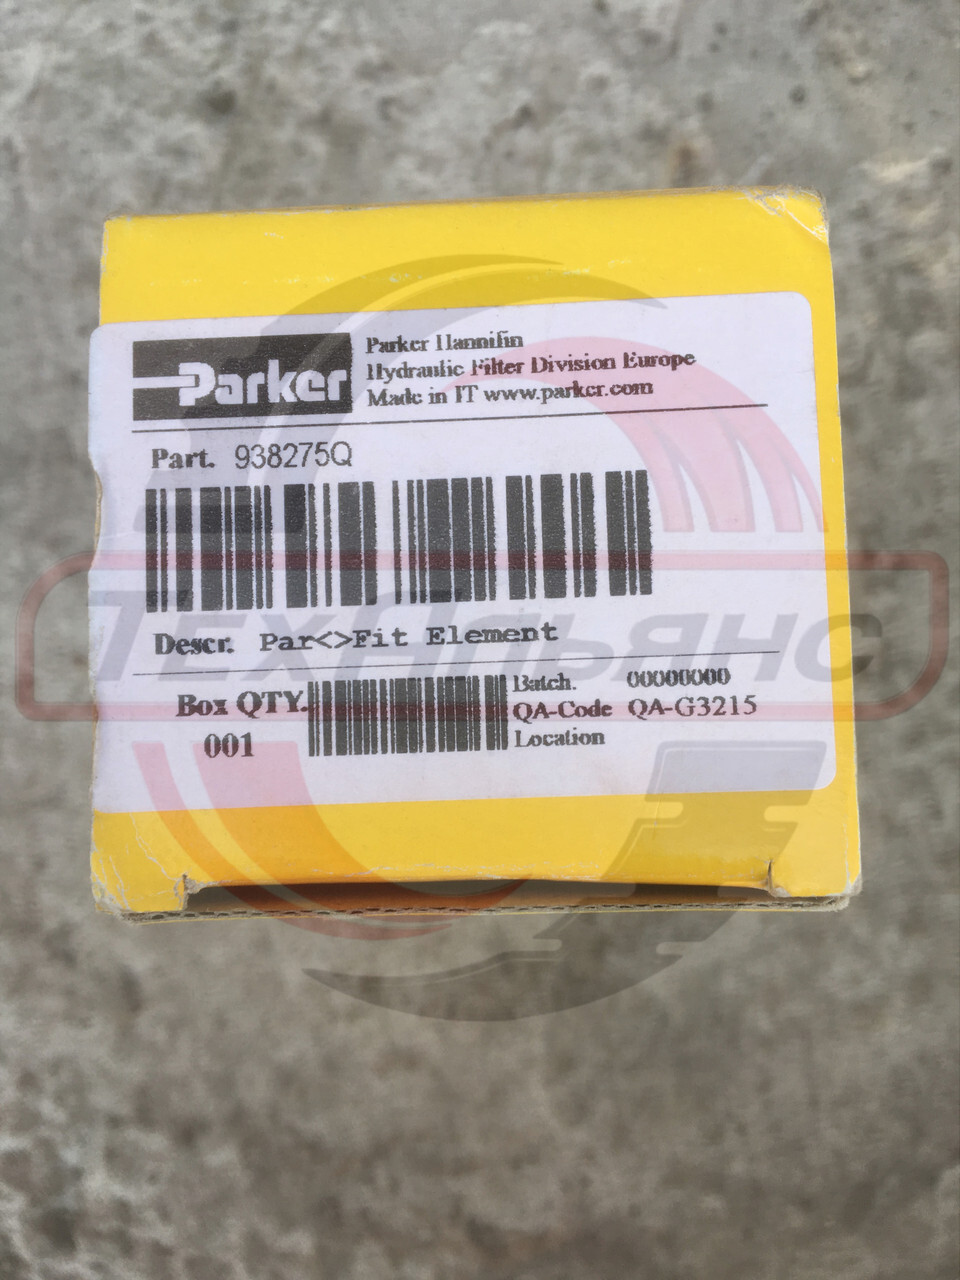 Parker
Parker Hannifin
Hydraulic Filter Division Europe
Made in IT www.parker.com
Part. 938275Q
Descr. Par<>Fit Element
Box QTY.
001
Batch. 00000000
QA-Code QA-G3215
Location
ТехАльянс